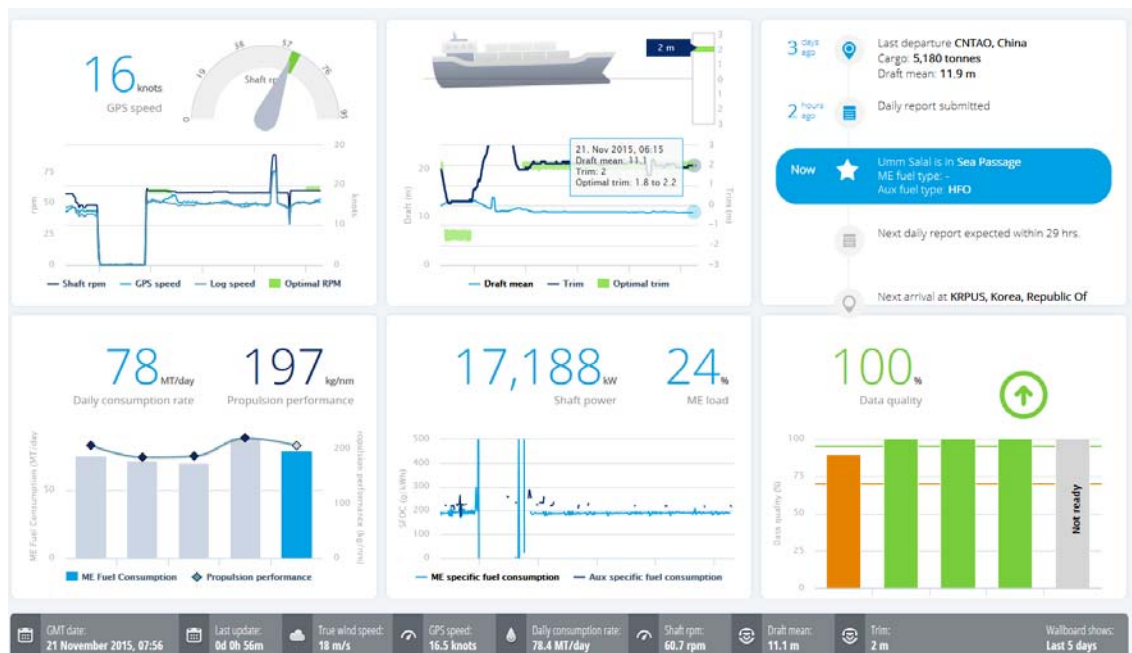 16 knots
GPS speed
0
19
38
57
76
95
Shaft rp
rpm
75
50
25
0
30
20
10
0
knots
Shaft rpm
GPS speed
Log speed
Optimal RPM
2 m
3
2
1
0
1
2
3
21. Nov 2015, 06:15
Draft mean: 11.1
Trim: 2
Optimal trim: 1.8 to 2.2
Draft (m)
20
10
0
3
2
1
0
-1
-2
-3
Trim (m)
Draft mean
Trim
Optimal trim
3 days ago
Last departure CNTAO, China
Cargo: 5,180 tonnes
Draft mean: 11.9 m
2 hours ago
Daily report submitted
Now
Umm Salal is in Sea Passage
ME fuel type: -
Aux fuel type: HFO
Next daily report expected within 29 hrs.
Next arrival at KRPUS, Korea, Republic Of
78 MT/day
Daily consumption rate
197 kg/nm
Propulsion performance
ME Fuel Consumption (MT/day
50
0
200
100
0
ropulsion performance (kg/nm)
ME Fuel Consumption
Propulsion performance
17,188 kW
Shaft power
24 %
ME load
SFOC (g/kWh)
500
400
300
200
100
0
ME specific fuel consumption
Aux specific fuel consumption
100 %
Data quality
Data quality (%)
100
75
50
25
0
Not ready
GMT date:
21 November 2015, 07:56
Last update:
0d 0h 56m
True wind speed:
18 m/s
GPS speed:
16.5 knots
Daily consumption rate:
78.4 MT/day
Shaft rpm:
60.7 rpm
Draft mean:
11.1 m
Trim:
2 m
Wallboard shows:
Last 5 days